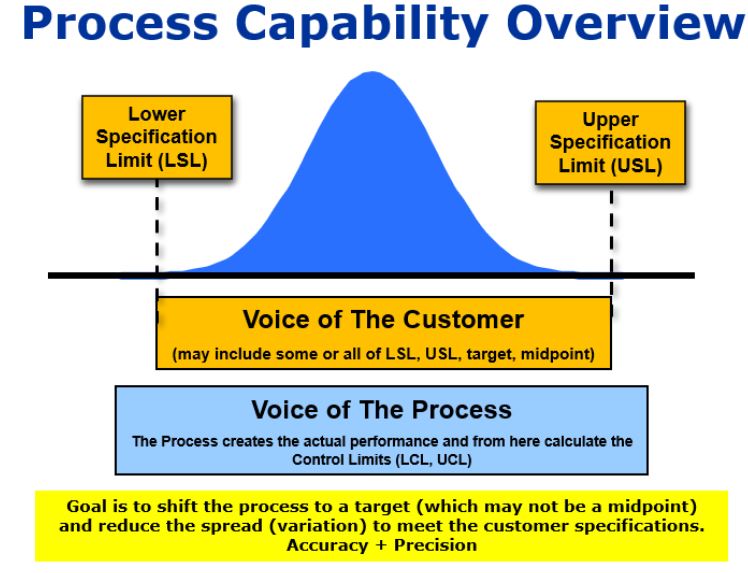 Process Capability Overview
Lower
Specification
Limit (LSL)
Upper
Specification
Limit (USL)
Voice of The Customer
(may include some or all of LSL, USL, target, midpoint)
Voice of The Process
The Process creates the actual performance and from here calculate the
Control Limits (LCL, UCL)
Goal is to shift the process to a target (which may not be a midpoint)
and reduce the spread (variation) to meet the customer specifications.
Accuracy + Precision